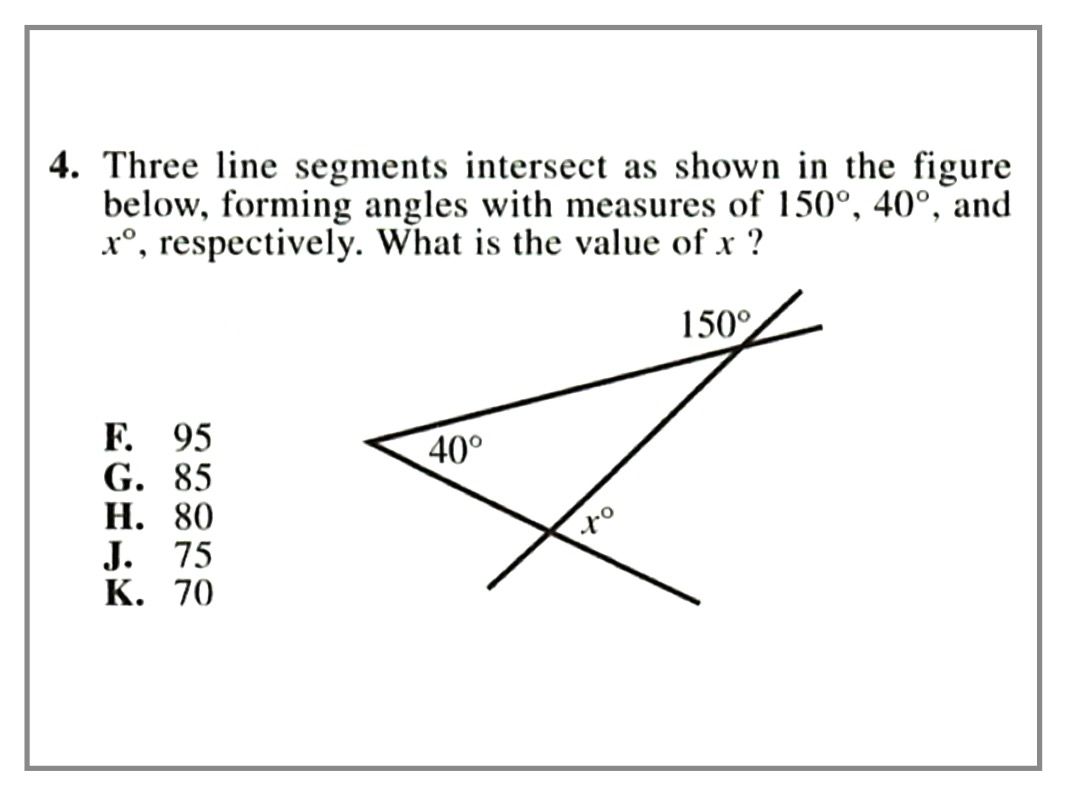 4. Three line segments intersect as shown in the figure
below, forming angles with measures of 150°, 40°, and
x°, respectively. What is the value of x ?
150°
40°
x°
F. 95
G. 85
H. 80
J. 75
K. 70